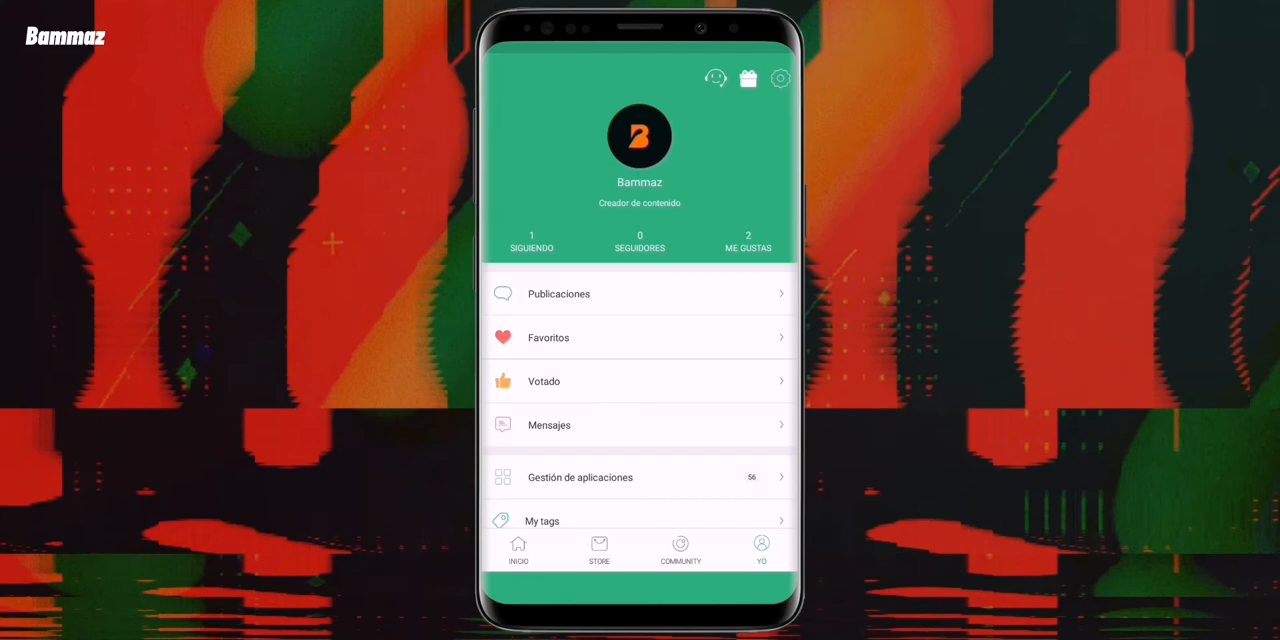 Bammaz
Bammaz
Creador de contenido
1 0 2
SIGUIENDO SEGUIDORES ME GUSTAS
Publicaciones
Favoritos
Votado
Mensajes
Gestión de aplicaciones 56
My tags
INICIO STORE COMMUNITY YO